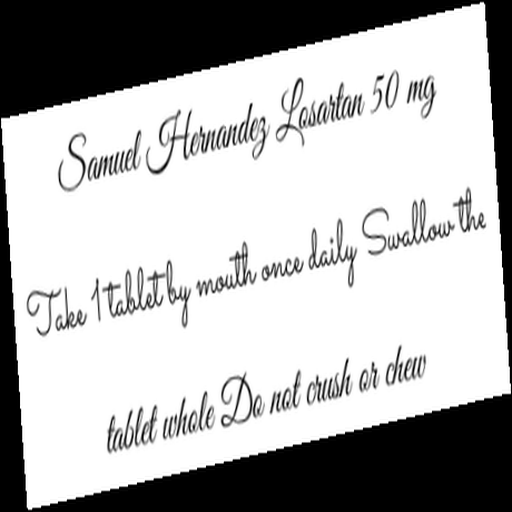 Samuel Hernandez Losartan 50 mg
Take 1 tablet by mouth once daily Swallow the
tablet whole Do not crush or chew